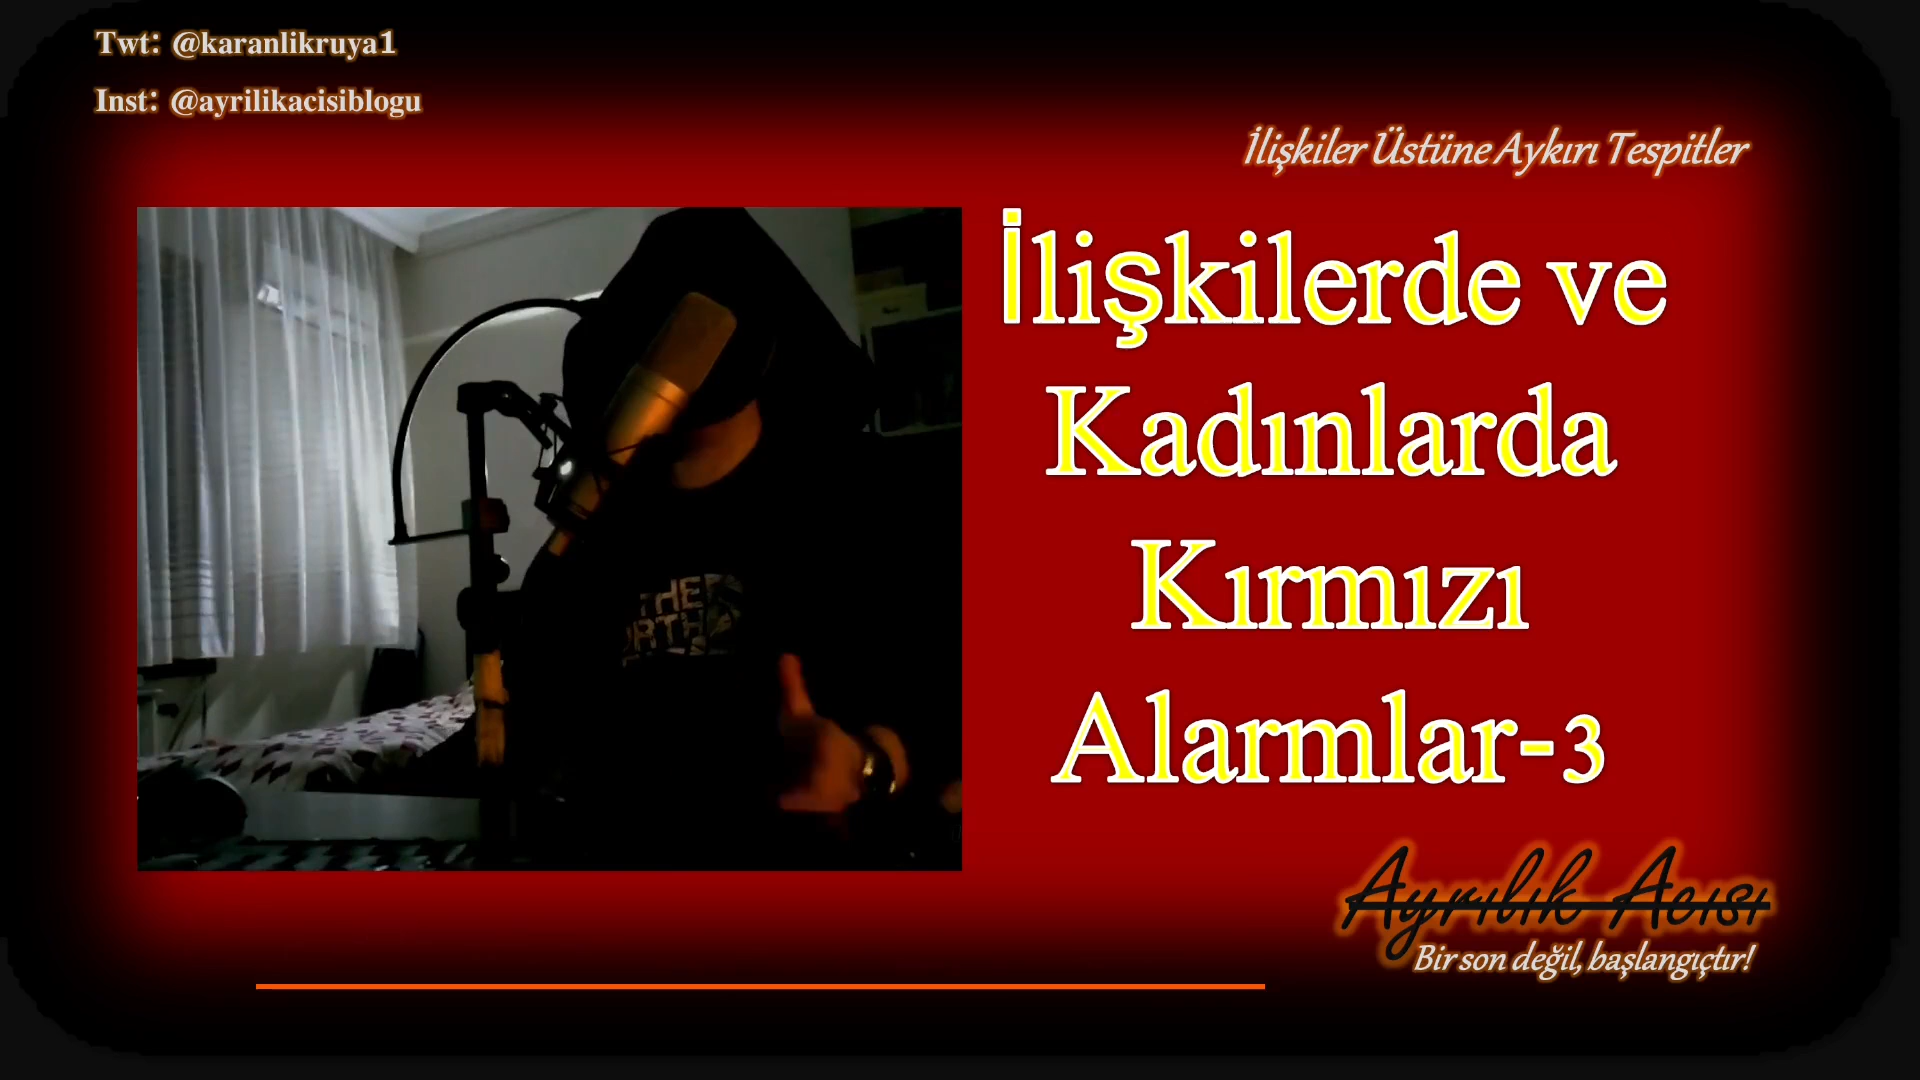 Twt: @karanlikruya1
Inst: @ayrilikacisiblogu
İlişkiler Üstüne Aykırı Tespitler
İlişkilerde ve
Kadınlarda
Kırmızı
Alarmlar-3
THE
Ayrılık Acısı
Bir son değil, başlangıçtır!